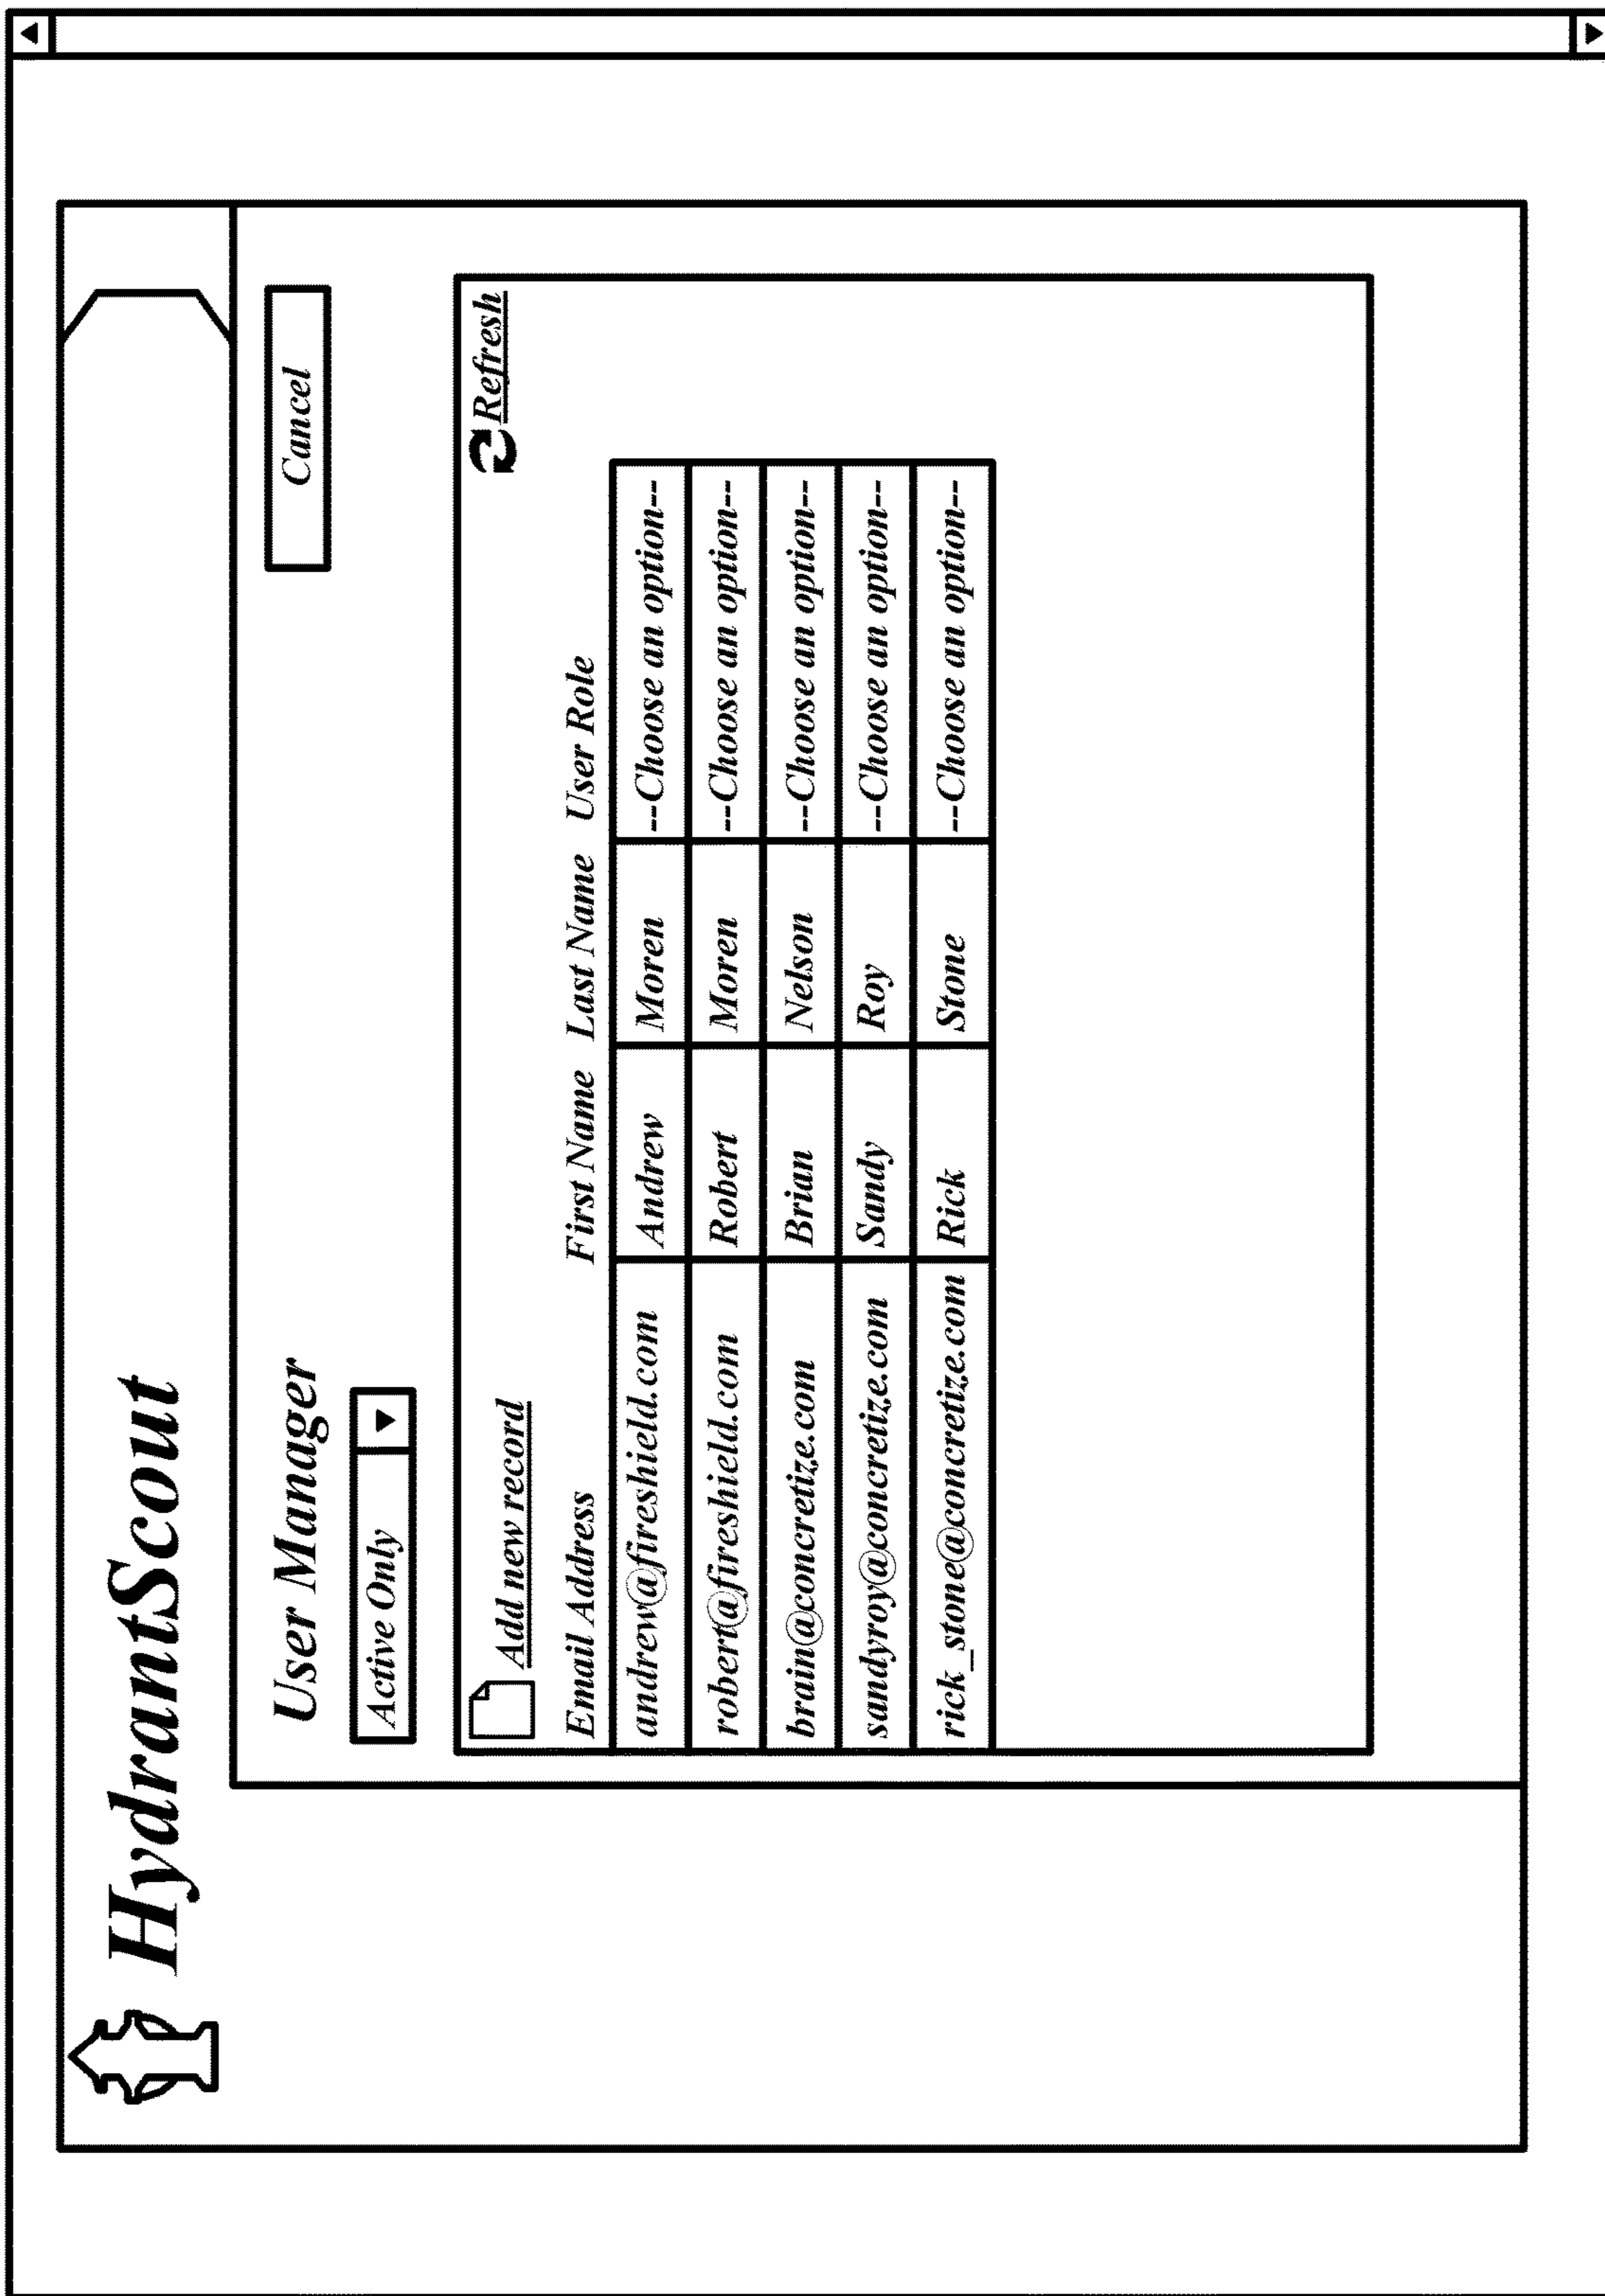 HydrantScout
User Manager
Cancel
Active Only
Add new record
Refresh
Email Address First Name Last Name User Role
andrew@fireshield.com Andrew Moren ---Choose an option---
robert@fireshield.com Robert Moren ---Choose an option---
brain@concretize.com Brian Nelson ---Choose an option---
sandyroy@concretize.com Sandy Roy ---Choose an option---
rick_stone@concretize.com Rick Stone ---Choose an option---